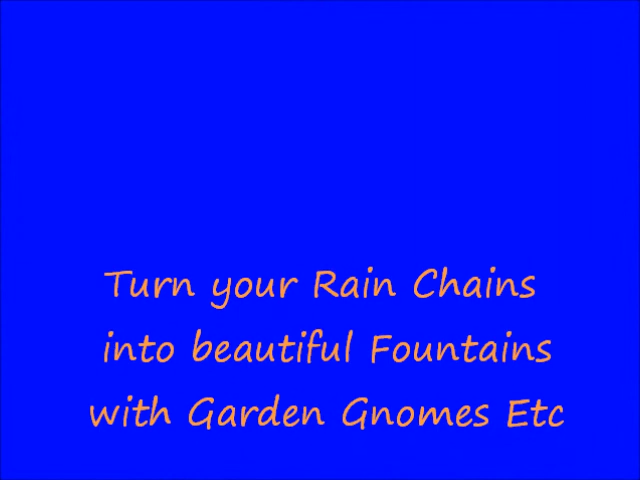 Turn your Rain Chains
into beautiful Fountains
with Garden Gnomes Etc